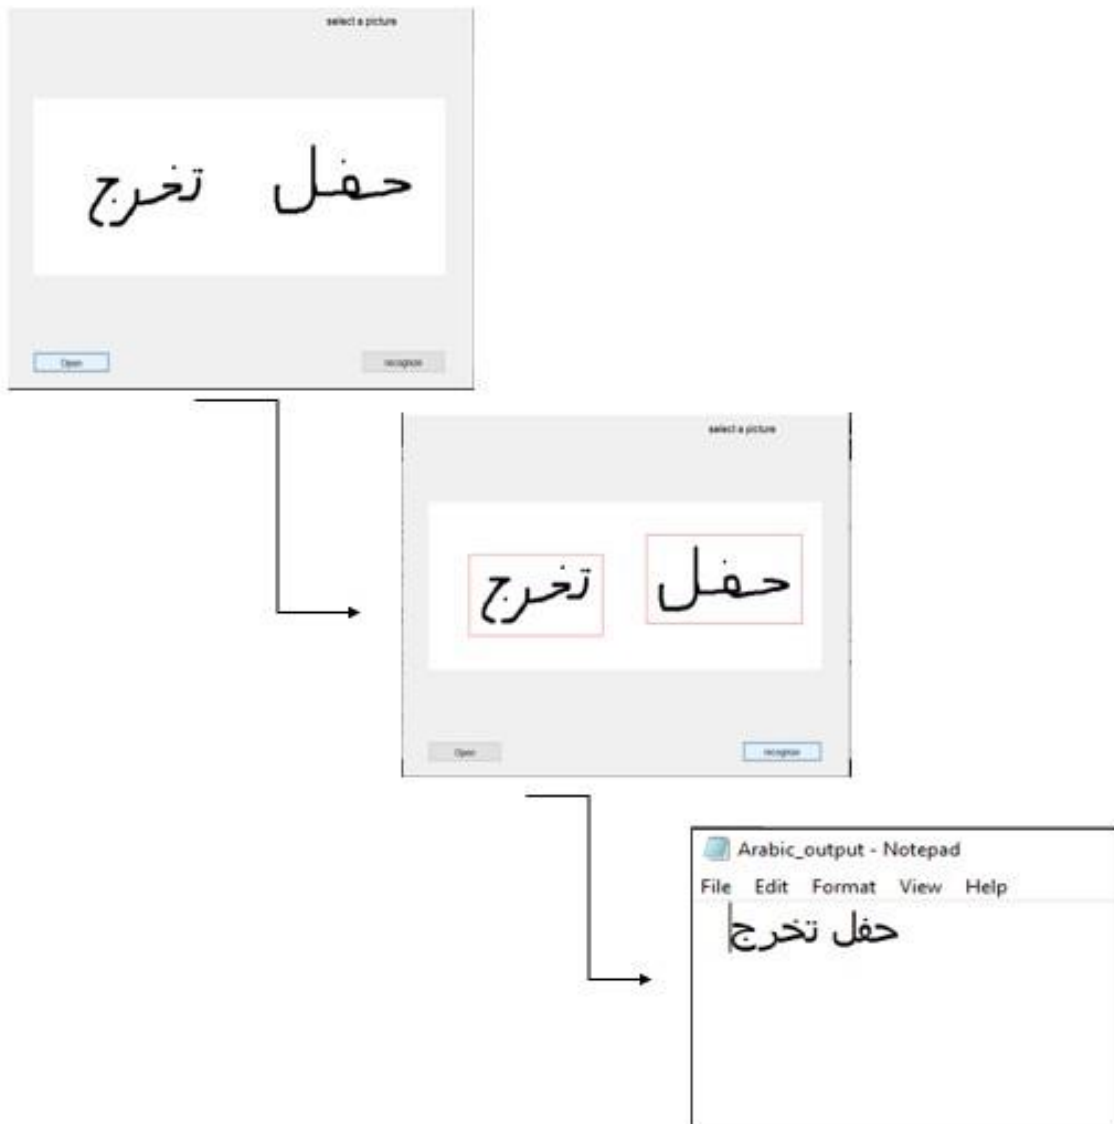 select a picture
حفل تخرج
Open recognize
select a picture
حفل تخرج
Open recognize
Arabic_output - Notepad
File Edit Format View Help
حفل تخرج